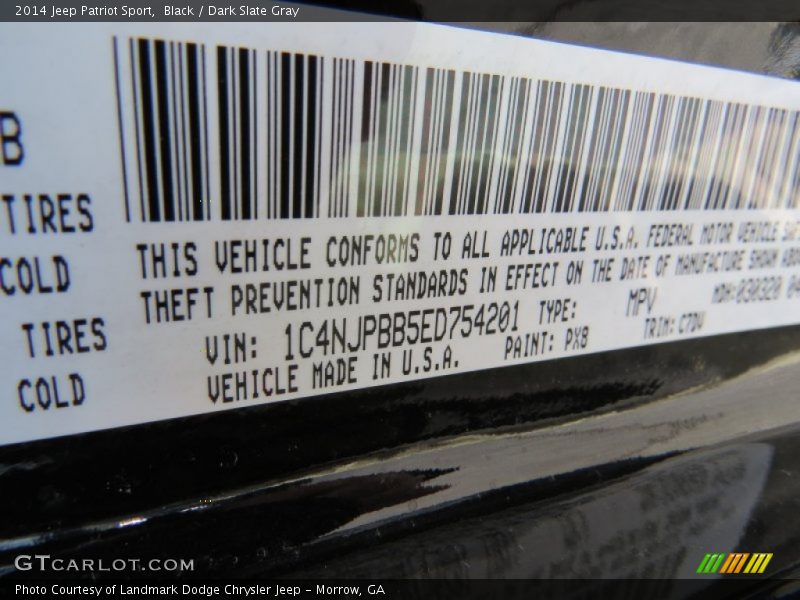 2014 Jeep Patriot Sport,  Black / Dark Slate Gray
B
TIRES
COLD
TIRES
COLD
THIS VEHICLE CONFORMS TO ALL APPLICABLE U.S.A. FEDERAL MOTOR VEHICLE
THEFT PREVENTION STANDARDS IN EFFECT ON THE DATE OF MANUFACTURE SHOWN
VIN: 1C4NJPBB5ED754201 TYPE: MPV MDH:030320
VEHICLE MADE IN U.S.A. PAINT: PX8 TRIM: C7DV
GTCARLOT.COM
Photo Courtesy of Landmark Dodge Chrysler Jeep - Morrow, GA